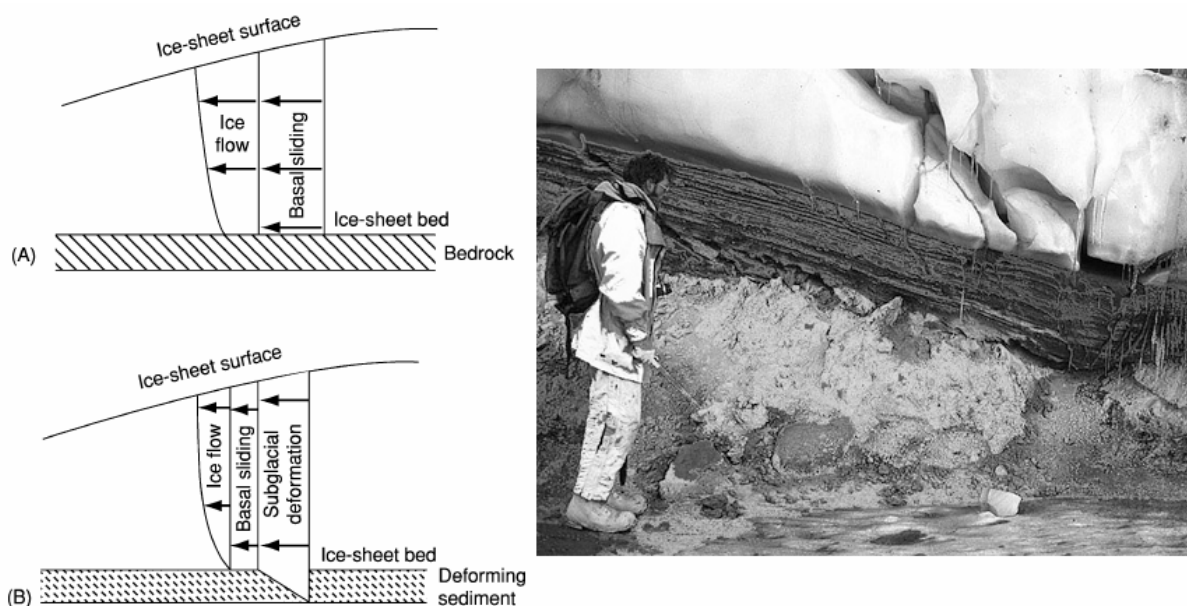 Ice-sheet surface
Ice
flow
Basal sliding
Ice-sheet bed
(A)
Bedrock
Ice-sheet surface
Ice flow
Basal sliding
Subglacial
deformation
Ice-sheet bed
(B)
Deforming
sediment